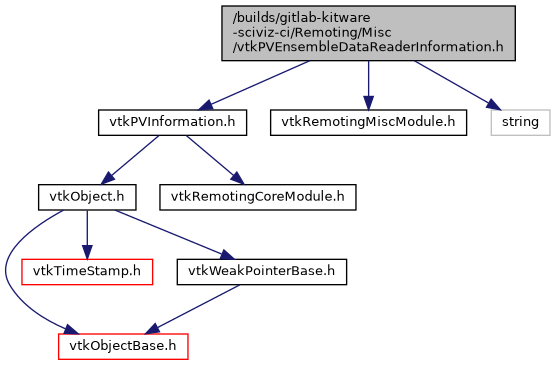 /builds/gitlab-kitware
-sciviz-ci/Remoting/Misc
/vtkPVEnsembleDataReaderInformation.h
vtkPVInformation.h
vtkRemotingMiscModule.h
string
vtkObject.h
vtkRemotingCoreModule.h
vtkTimeStamp.h
vtkWeakPointerBase.h
vtkObjectBase.h